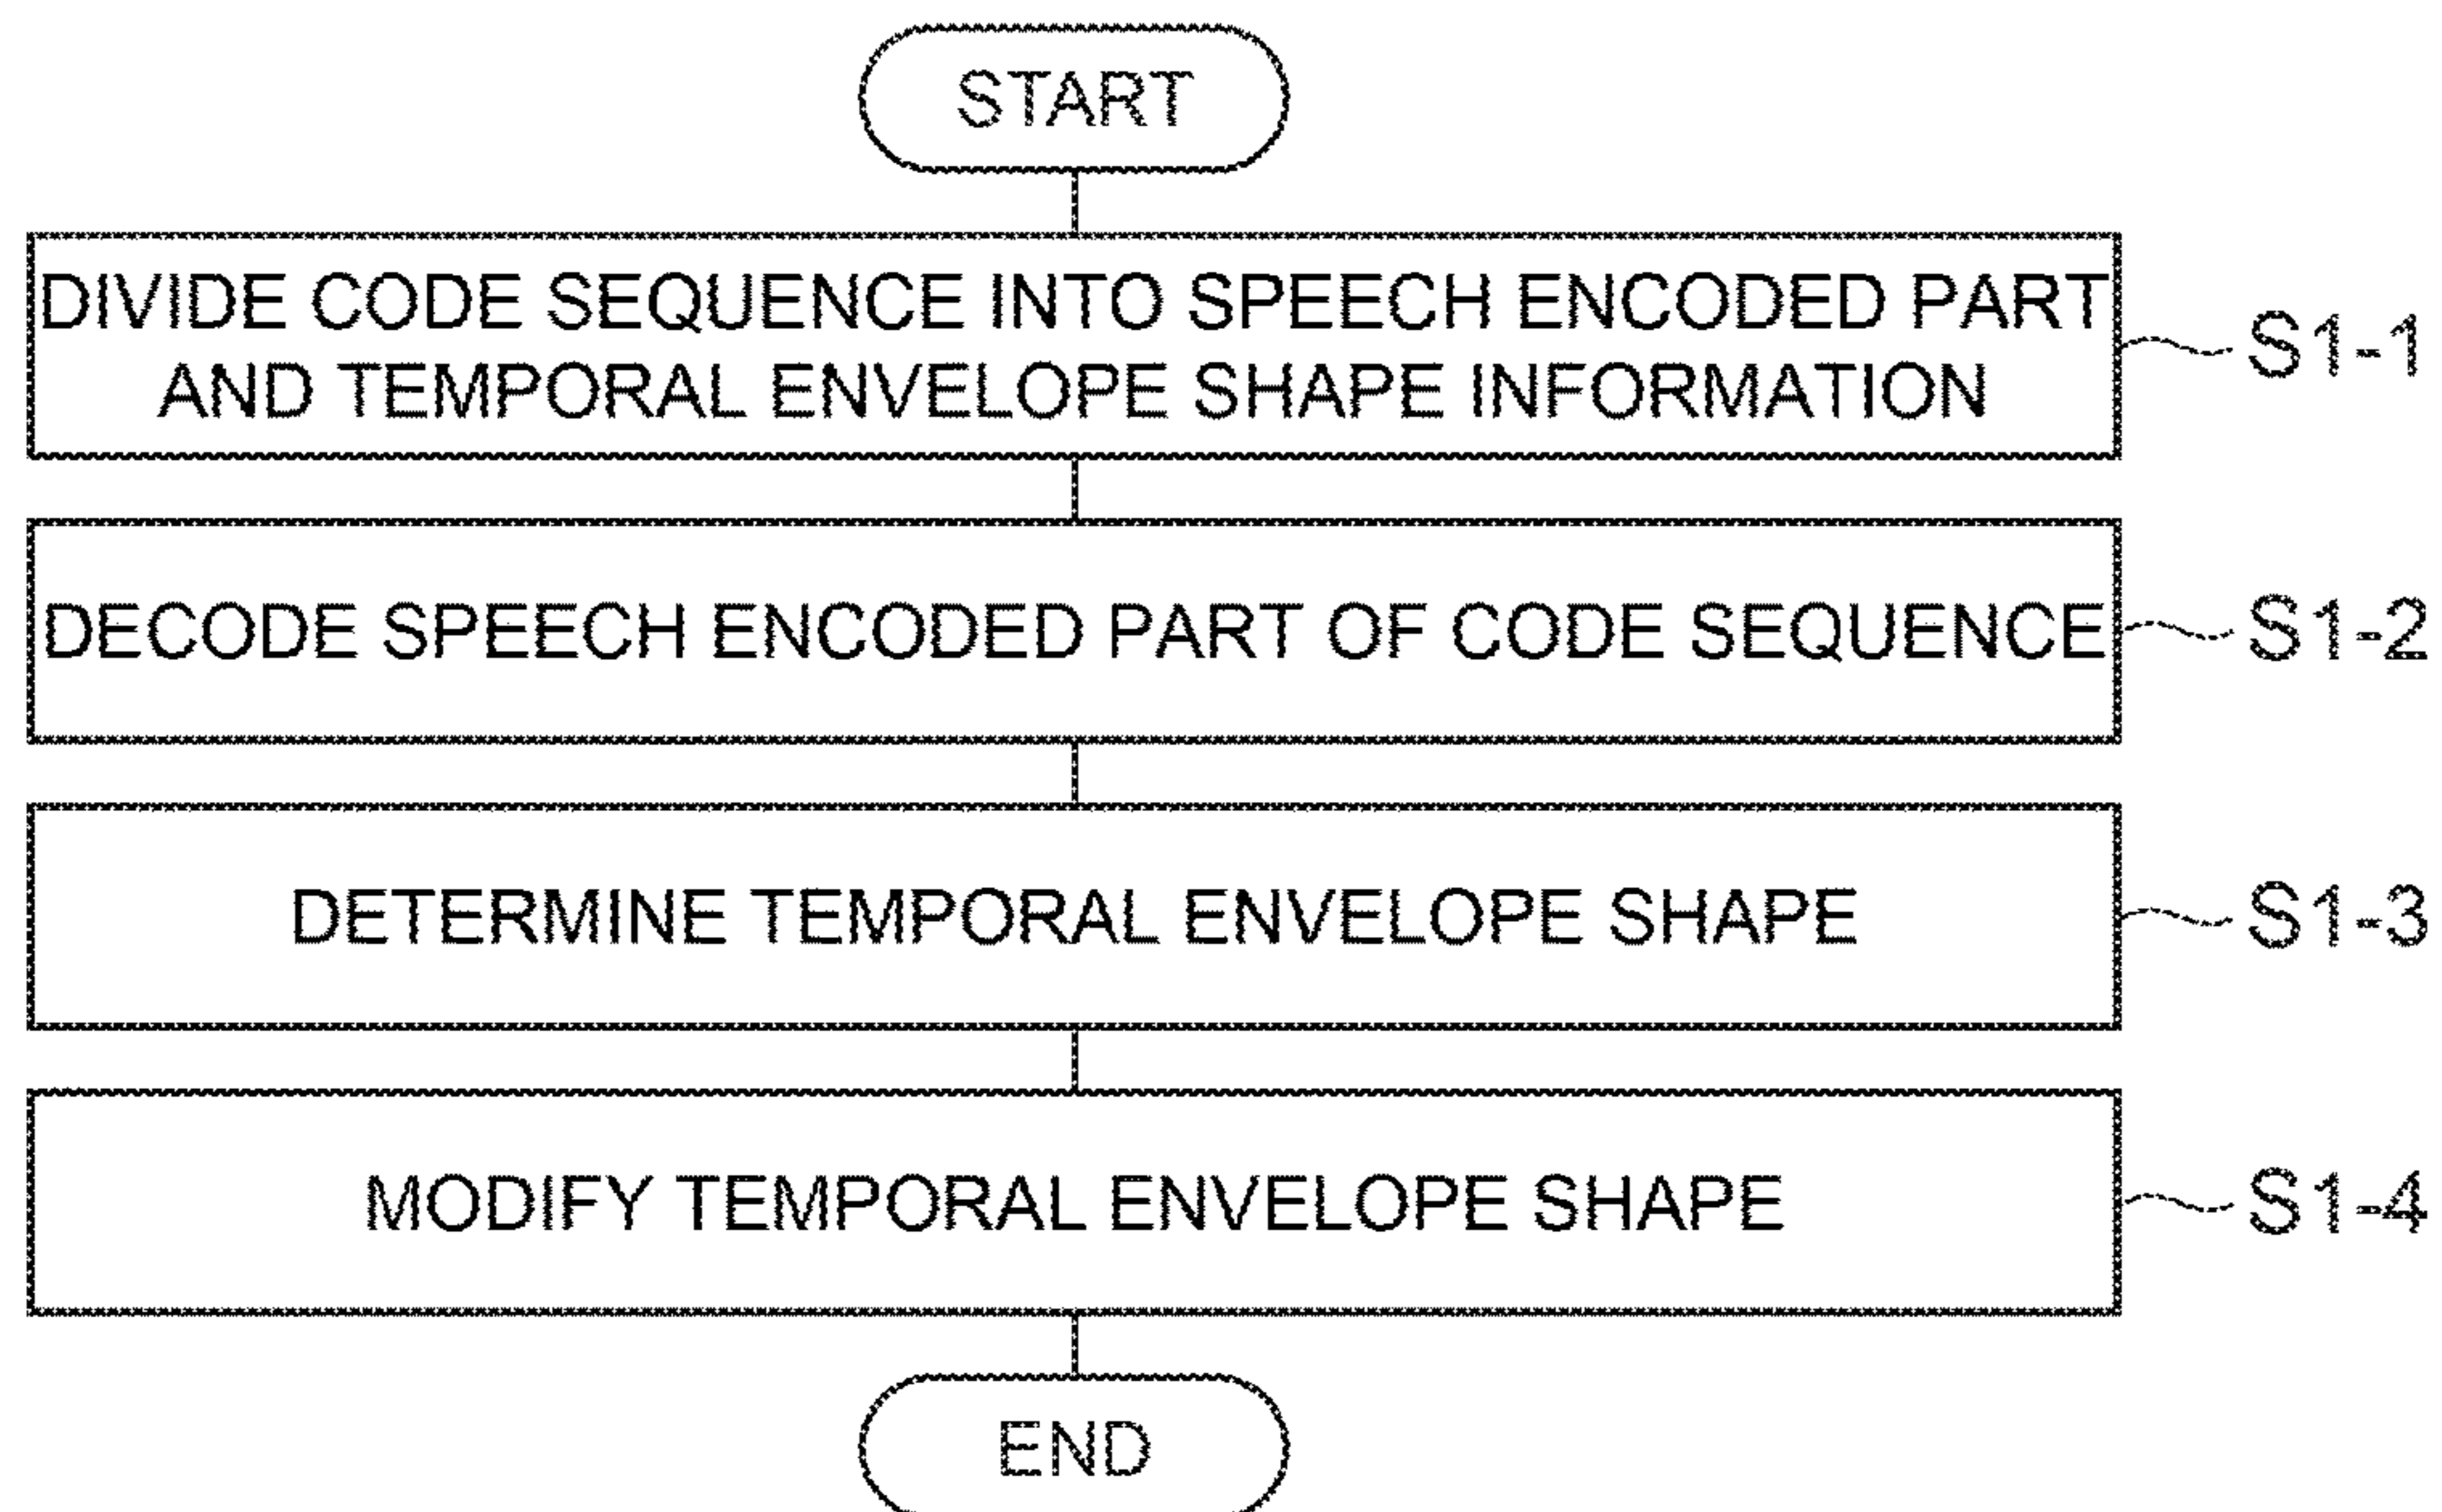 START
DIVIDE CODE SEQUENCE INTO SPEECH ENCODED PART
AND TEMPORAL ENVELOPE SHAPE INFORMATION
S1-1
DECODE SPEECH ENCODED PART OF CODE SEQUENCE
S1-2
DETERMINE TEMPORAL ENVELOPE SHAPE
S1-3
MODIFY TEMPORAL ENVELOPE SHAPE
S1-4
END